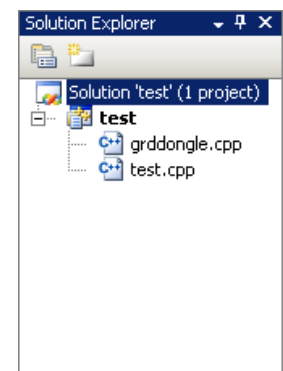 Solution Explorer
Solution 'test' (1 project)
test
C++ grddongle.cpp
C++ test.cpp